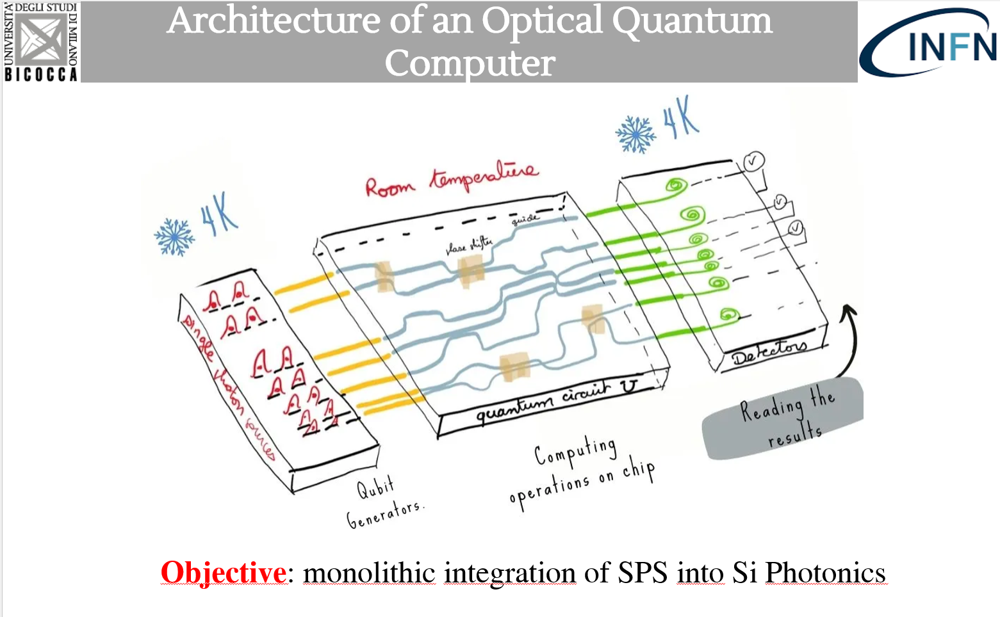 UNIVERSITÀ DEGLI STUDI DI MILANO
BICOCCA
Architecture of an Optical Quantum
Computer
INFN
4K
4K
Room temperature
guide
phase shifter
single photon sources
Detectors
quantum circuit U
Reading the
results
Computing
operations on chip
Qubit
Generators.
Objective: monolithic integration of SPS into Si Photonics